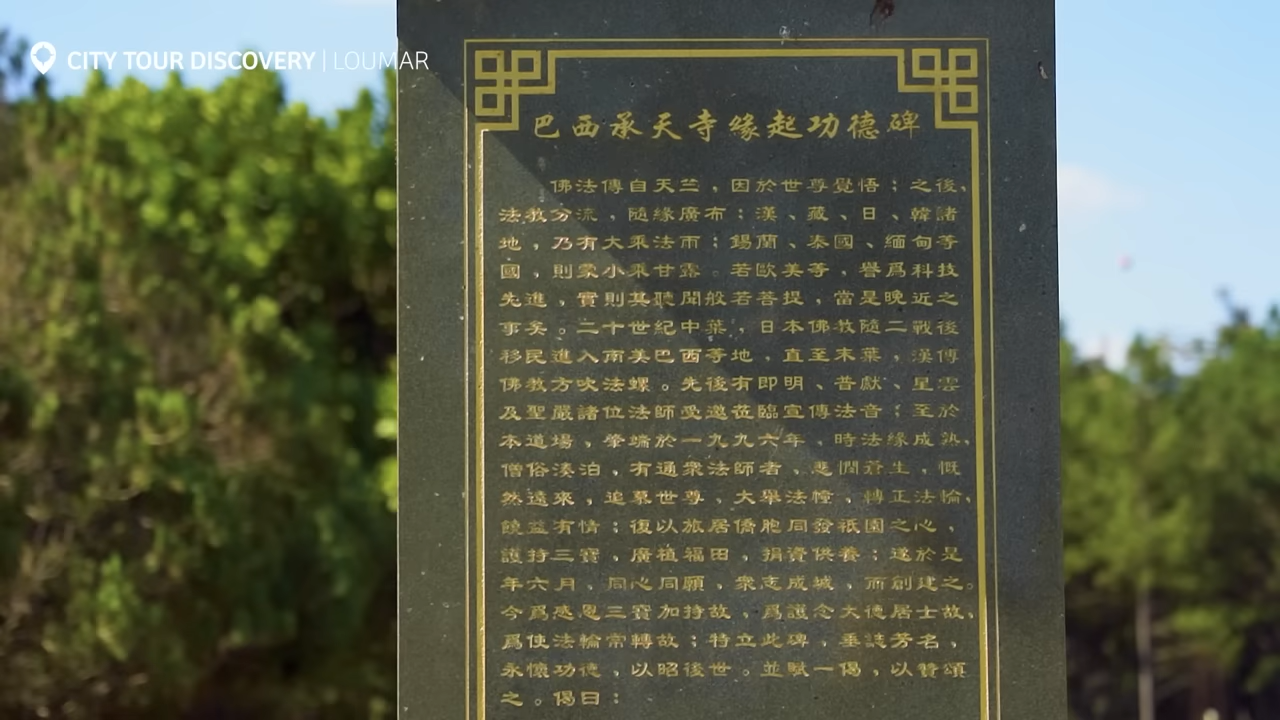 CITY TOUR DISCOVERY | LOUMAR
巴西承天寺緣起功德碑
佛法傳自天竺，因於世尊覺悟；之後，
法教分流，隨緣廣布；漢、藏、日、韓諸
地，乃有大乘法雨；錫蘭、泰國、緬甸等
國，則蒙小乘甘露。若歐美等，譽爲科技
先進，實則其聽聞般若菩提，當是晚近之
事矣。二十世紀中葉，日本佛教隨二戰後
移民進入南美巴西等地，直至末葉，漢傳
佛教方吹法螺。先後有即明、普獻、星雲
及聖嚴諸位法師受邀蒞臨宣傳法音；至於
本道場，肇端於一九九六年，時法緣成熟，
僧俗湊泊，有通衆法師者，悲憫蒼生，慨
然遠來，追慕世尊、大舉法幢，轉正法輪，
饒益有情；復以旅居僑胞同發祇園之心，
護持三寶，廣植福田，捐資供養；遂於是
年六月，同心同願，衆志成城，而創建之。
今爲感恩三寶加持故，爲護念大德居士故，
爲使法輪常轉故；特立此碑，垂誌芳名，
永懷功德，以昭後世。並賦一偈，以贊頌
之。偈曰：